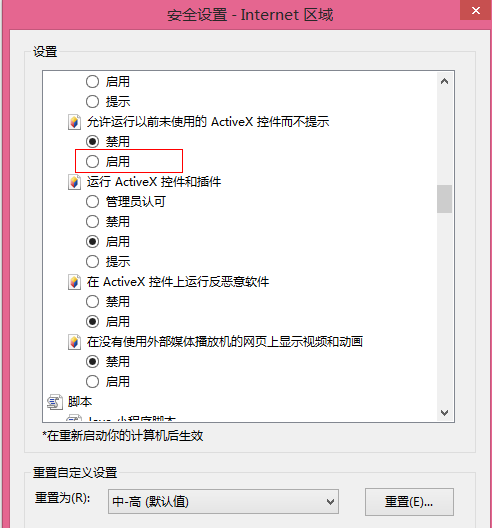 安全设置 - Internet 区域
设置
启用
提示
允许运行以前未使用的 ActiveX 控件而不提示
禁用
启用
运行 ActiveX 控件和插件
管理员认可
禁用
启用
提示
在 ActiveX 控件上运行反恶意软件
禁用
启用
在没有使用外部媒体播放机的网页上显示视频和动画
禁用
启用
脚本
Java 小程序脚本
*在重新启动你的计算机后生效
重置自定义设置
重置为(R):
中-高 (默认值)
重置(E)...